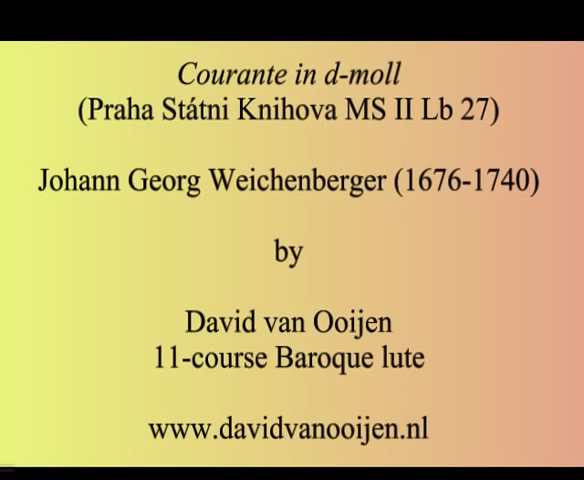 Courante in d-moll
(Praha Státni Knihova MS II Lb 27)
Johann Georg Weichenberger (1676-1740)
by
David van Ooijen
11-course Baroque lute
www.davidvanooijen.nl